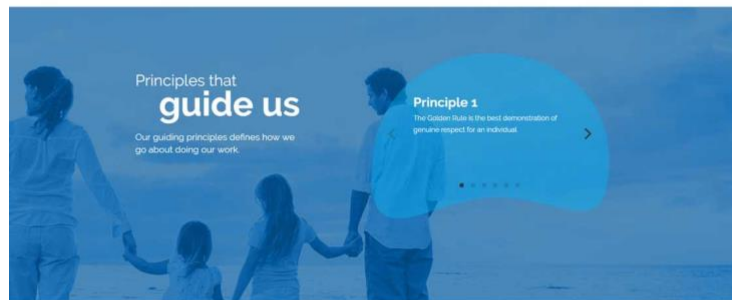 Principles that
guide us
Our guiding principles defines how we
go about doing our work.
Principle 1
The Golden Rule is the best demonstration of
genuine respect for an individual